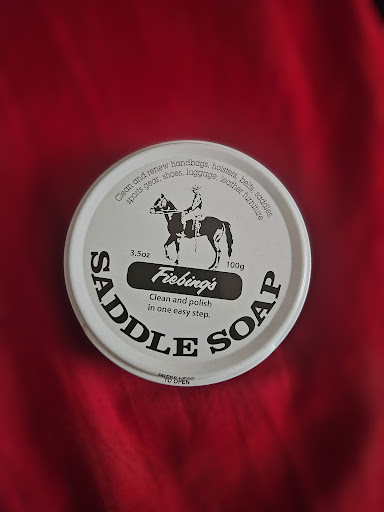 Clean and renew handbags, holsters, belts, saddles,
sports gear, shoes, luggage, leather furniture
3.5oz 100g
Fiebing's
Clean and polish
in one easy step.
SADDLE SOAP
PRESS HERE
TO OPEN